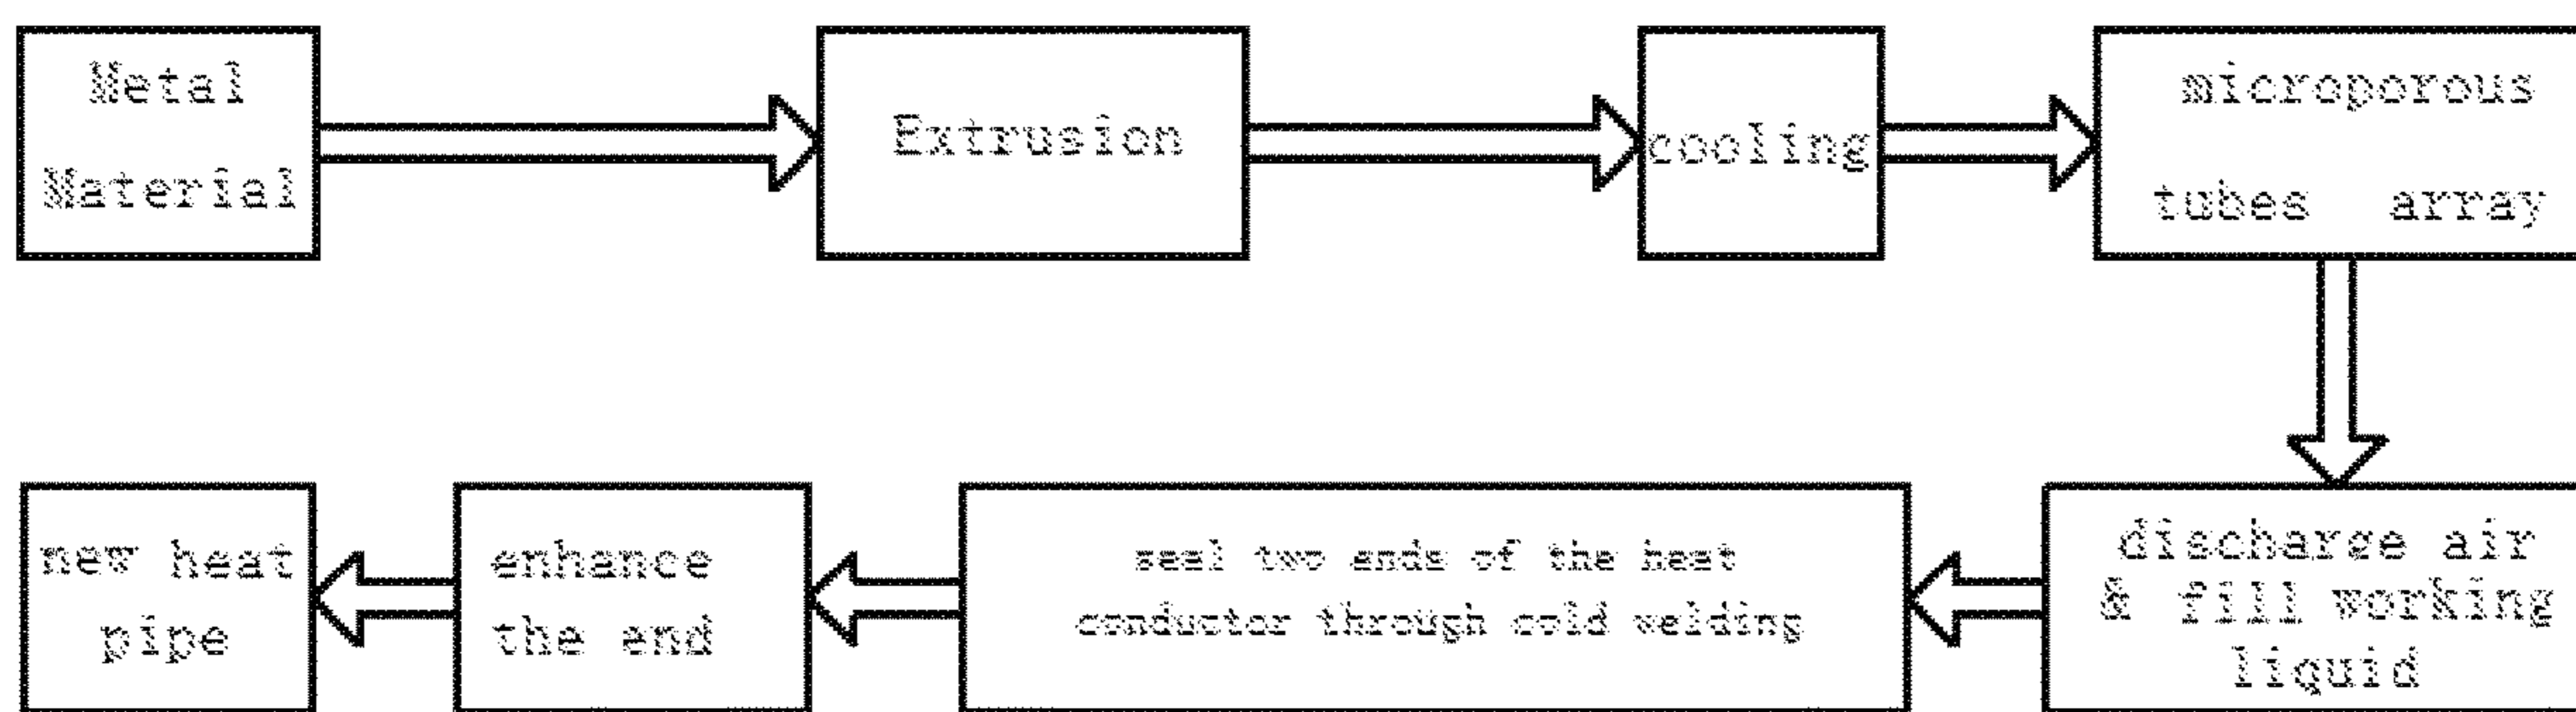 Metal
Material
Extrusion
cooling
microporous
tubes array
discharge air
& fill working
liquid
seal two ends of the heat
conductor through cold welding
enhance
the end
new heat
pipe